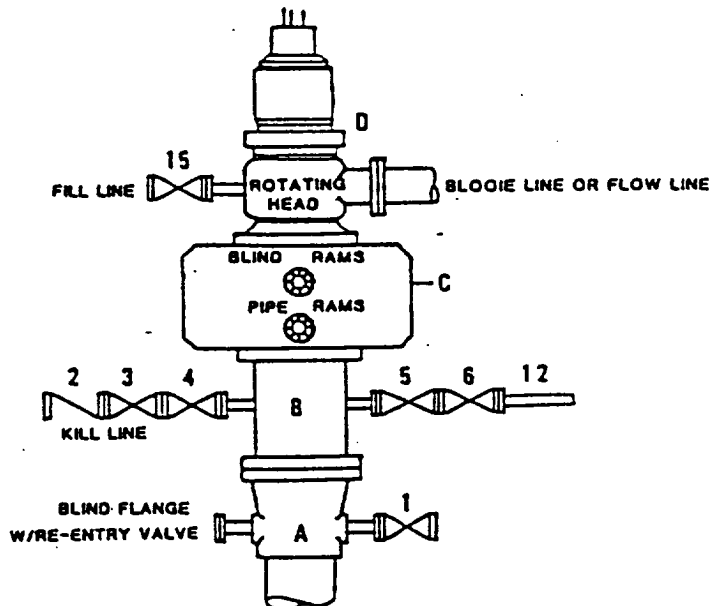 D
15
FILL LINE
ROTATING
HEAD
BLOOIE LINE OR FLOW LINE
BLIND RAMS
C
PIPE RAMS
2 3 4
5 6 12
B
KILL LINE
BLIND FLANGE
W/RE-ENTRY VALVE
A
1